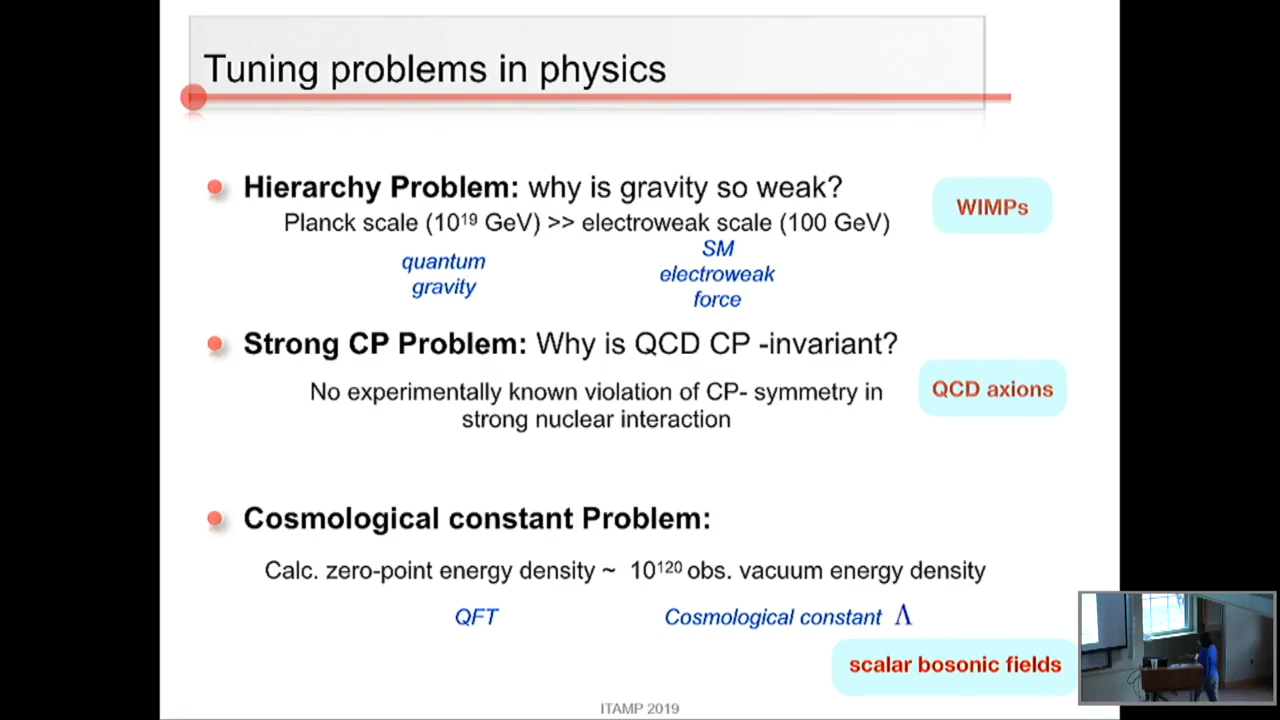 Tuning problems in physics
Hierarchy Problem: why is gravity so weak?
WIMPs
Planck scale (10¹⁹ GeV) >> electroweak scale (100 GeV)
quantum
gravity
SM
electroweak
force
Strong CP Problem: Why is QCD CP -invariant?
QCD axions
No experimentally known violation of CP- symmetry in
strong nuclear interaction
Cosmological constant Problem:
Calc. zero-point energy density ~ 10¹²⁰ obs. vacuum energy density
QFT
Cosmological constant Λ
scalar bosonic fields
ITAMP 2019